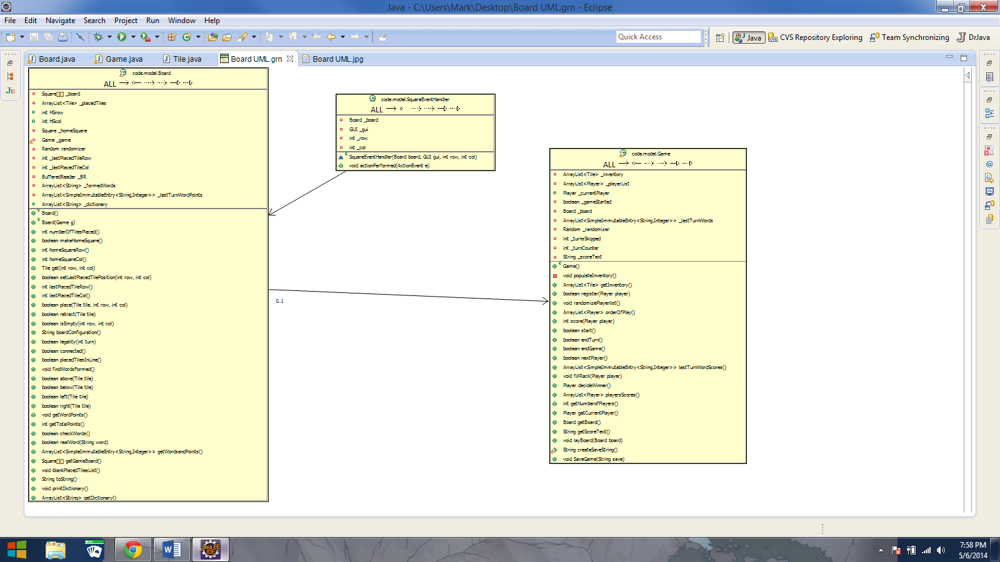 Java - C:\Users\Mark\Desktop\Board UML.grn - Eclipse
File Edit Navigate Search Project Run Window Help
Quick Access
Java CVS Repository Exploring Team Synchronizing DrJava
Board.java Game.java Tile.java Board UML.grn Board UML.jpg
code.model.Board
ALL
Square[][] _board
ArrayList<Tile> _placedTiles
int HSrow
int HScol
Square _homeSquare
Game _game
Random randomizer
int _lastPlacedTileRow
int _lastPlacedTileCol
BufferedReader _BR
ArrayList<String> _formedWords
ArrayList<SimpleImmutableEntry<String,Integer>> _lastTurnWordPoints
ArrayList<String> _dictionary
Board()
Board(Game g)
int numberOfTilesPlaced()
boolean makeHomeSquare()
int homeSquareRow()
int homeSquareCol()
Tile get(int row, int col)
boolean setLastPlacedTilePosition(int row, int col)
int lastPlacedTileRow()
int lastPlacedTileCol()
boolean place(Tile tile, int row, int col)
boolean retract(Tile tile)
boolean isEmpty(int row, int col)
String boardConfiguration()
boolean legality(int turn)
boolean connected()
boolean placedTilesInLine()
void findWordsFormed()
boolean above(Tile tile)
boolean below(Tile tile)
boolean left(Tile tile)
boolean right(Tile tile)
void getWordPoints()
int getTotalPoints()
boolean checkWords()
boolean realWord(String word)
ArrayList<SimpleImmutableEntry<String,Integer>> getWordsandPoints()
Square[][] getGameBoard()
void blankPlacedTilesList()
String toString()
void printDictionary()
ArrayList<String> getDictionary()
code.model.SquareEventHandler
ALL
Board _board
GUI _gui
int _row
int _col
SquareEventHandler(Board board, GUI gui, int row, int col)
void actionPerformed(ActionEvent e)
0..1
code.model.Game
ALL
ArrayList<Tile> _inventory
ArrayList<Player> _playerList
Player _currentPlayer
boolean _gameStarted
Board _board
ArrayList<SimpleImmutableEntry<String,Integer>> _lastTurnWords
Random _randomizer
int _turnsSkipped
int _turnCounter
String _scoreText
Game()
void populateInventory()
ArrayList<Tile> getInventory()
boolean register(Player player)
void randomizePlayerlist()
ArrayList<Player> orderOfPlay()
int score(Player player)
boolean start()
boolean endTurn()
boolean endGame()
boolean nextPlayer()
ArrayList<SimpleImmutableEntry<String,Integer>> lastTurnWordScores()
void fillRack(Player player)
Player decideWinner()
ArrayList<Player> playersScores()
int getNumberofPlayers()
Player getCurrentPlayer()
Board getBoard()
String getScoreText()
void layBoard(Board board)
String createSaveString()
void SaveGame(String save)
Java EE
IDE
7:58 PM
5/6/2014